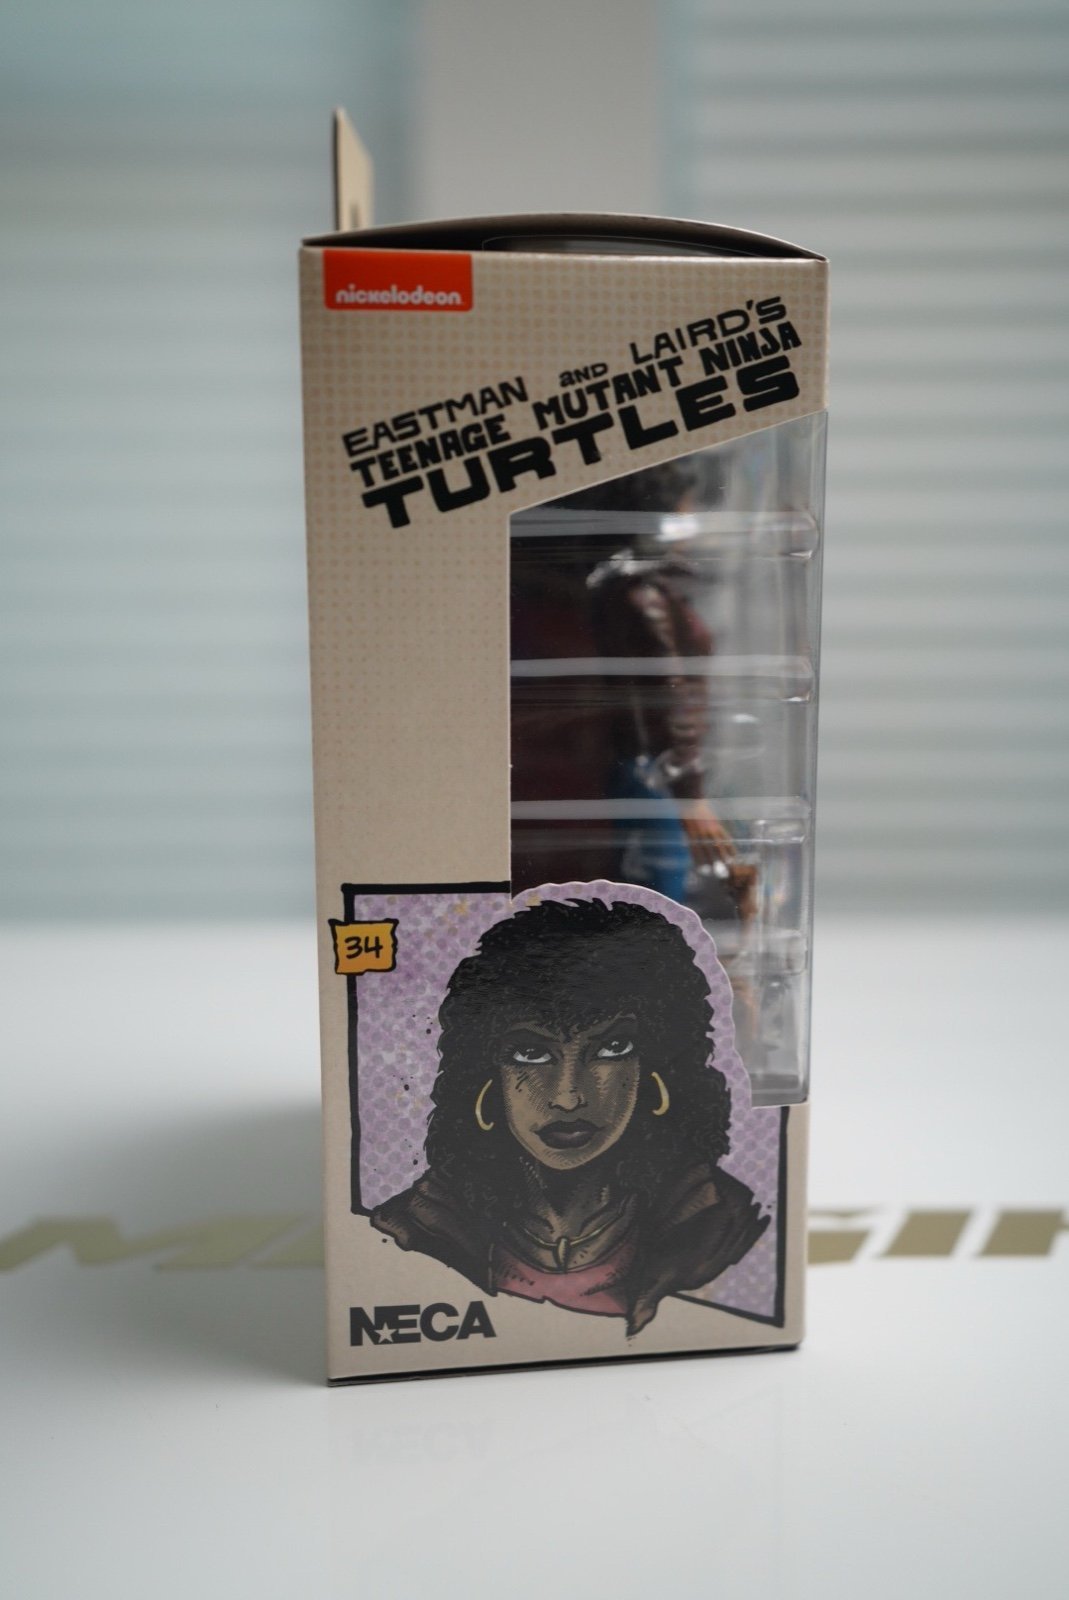 nickelodeon
EASTMAN AND LAIRD'S
TEENAGE MUTANT NINJA
TURTLES
34
NECA